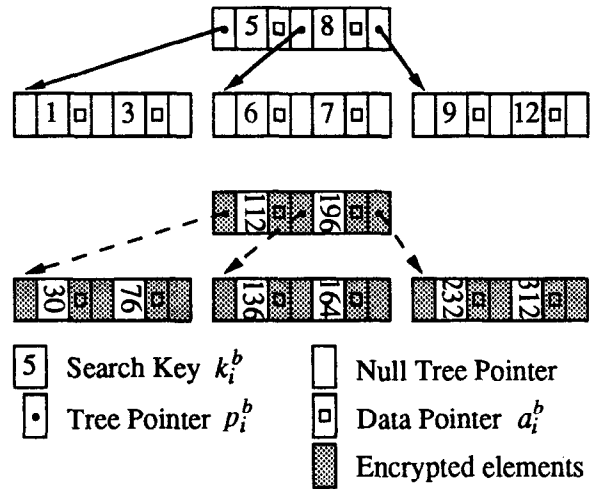 5 8
1 3 6 7 9 12
112 196
30 76 136 164 232 312
5 Search Key k_i^b Null Tree Pointer
Tree Pointer p_i^b Data Pointer a_i^b
Encrypted elements